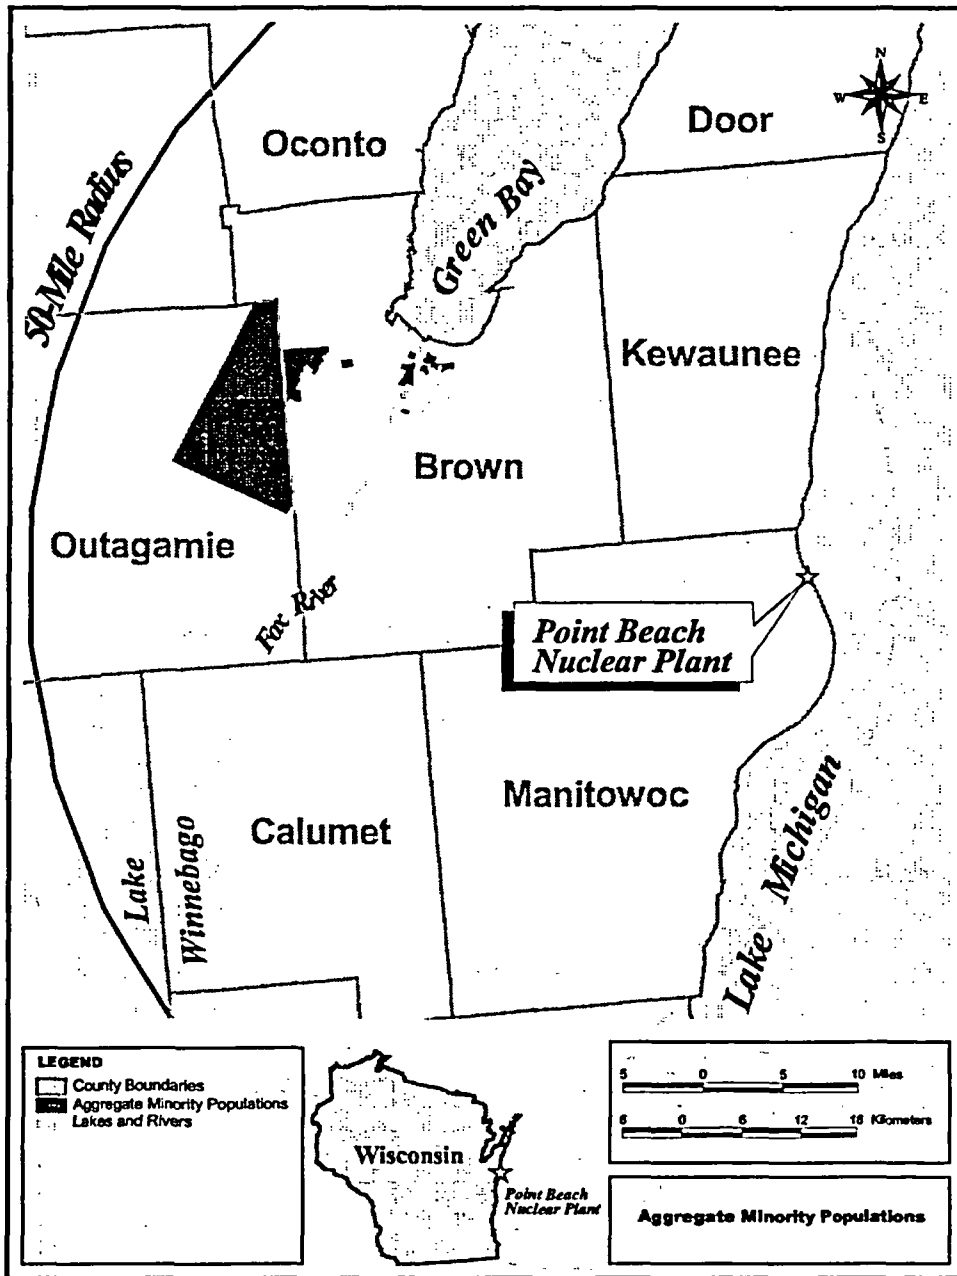 N
W E
S
Door
Oconto
50-Mile Radius
Green Bay
Kewaunee
Brown
Outagamie
Fox River
Point Beach
Nuclear Plant
Manitowoc
Calumet
Lake
Winnebago
Lake Michigan
LEGEND
County Boundaries
Aggregate Minority Populations
Lakes and Rivers
Wisconsin
Point Beach
Nuclear Plant
5 0 5 10 Miles
6 0 6 12 18 Kilometers
Aggregate Minority Populations